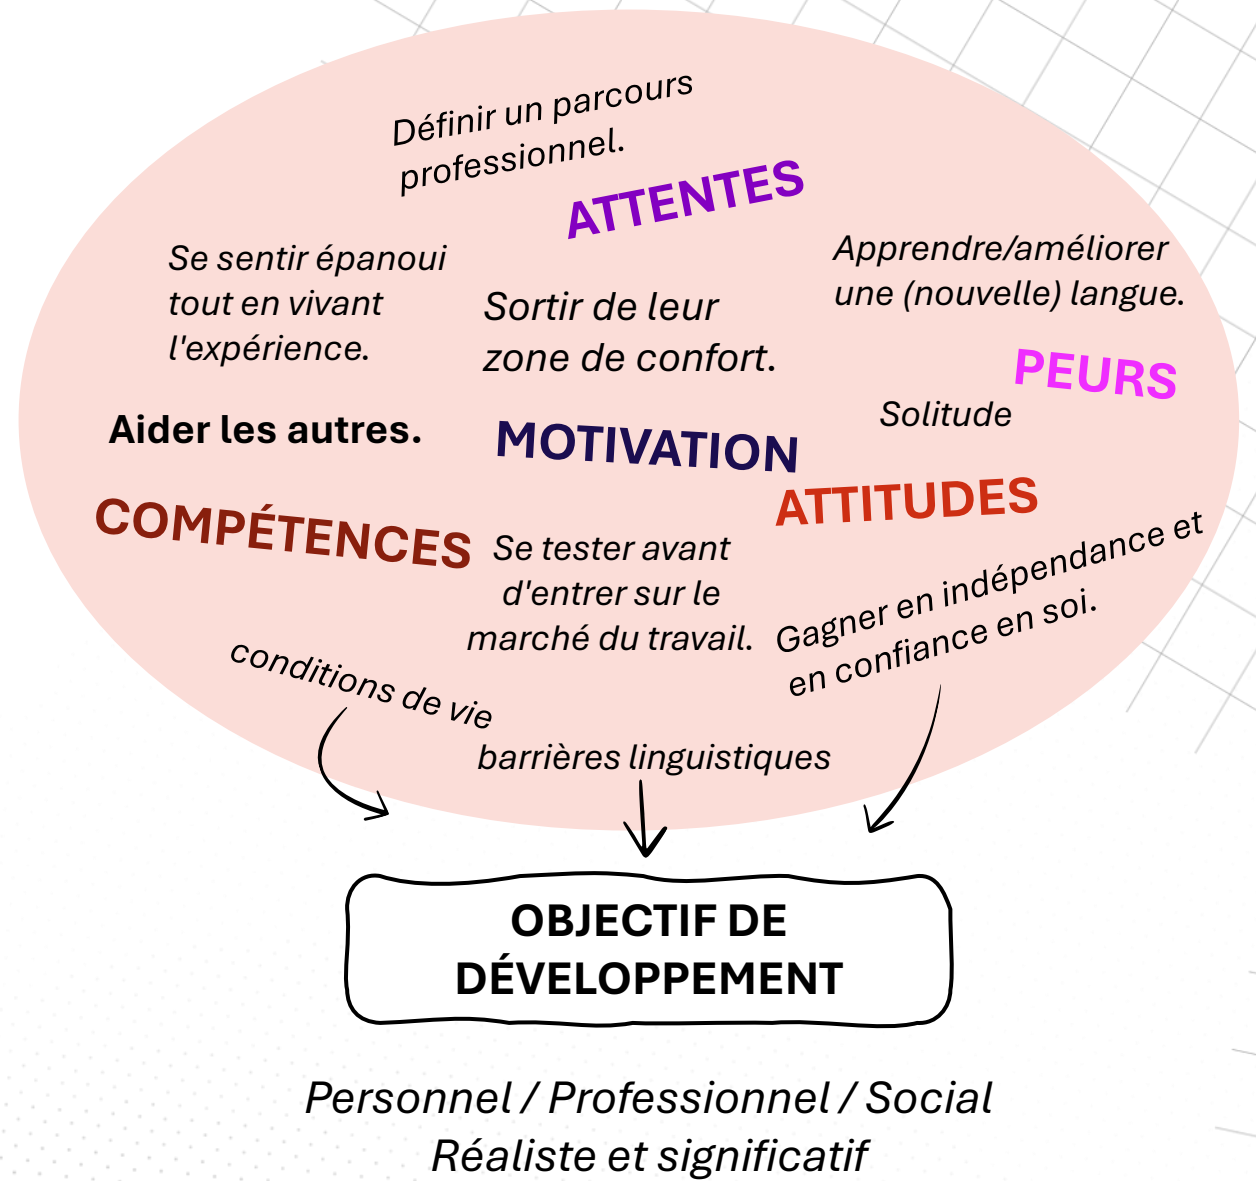 Définir un parcours
professionnel.
ATTENTES
Se sentir épanoui
tout en vivant
l'expérience.
Sortir de leur
zone de confort.
Apprendre/améliorer
une (nouvelle) langue.
PEURS
Solitude
Aider les autres.
MOTIVATION
ATTITUDES
COMPÉTENCES
Se tester avant
d'entrer sur le
marché du travail.
Gagner en indépendance et
en confiance en soi.
conditions de vie
barrières linguistiques
OBJECTIF DE
DÉVELOPPEMENT
Personnel / Professionnel / Social
Réaliste et significatif